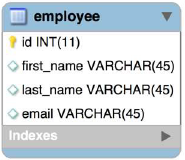 employee
id INT(11)
first_name VARCHAR(45)
last_name VARCHAR(45)
email VARCHAR(45)
Indexes